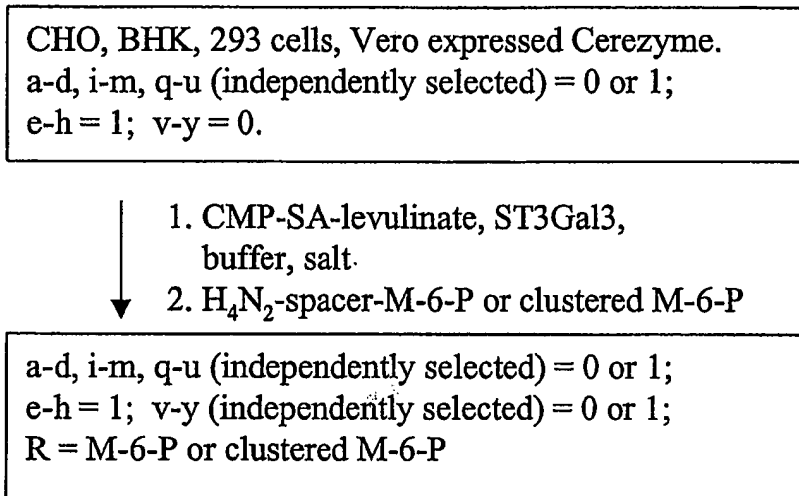 CHO, BHK, 293 cells, Vero expressed Cerezyme.
a-d, i-m, q-u (independently selected) = 0 or 1;
e-h = 1; v-y = 0.
1. CMP-SA-levulinate, ST3Gal3,
buffer, salt
2. H₄N₂-spacer-M-6-P or clustered M-6-P
a-d, i-m, q-u (independently selected) = 0 or 1;
e-h = 1; v-y (independently selected) = 0 or 1;
R = M-6-P or clustered M-6-P